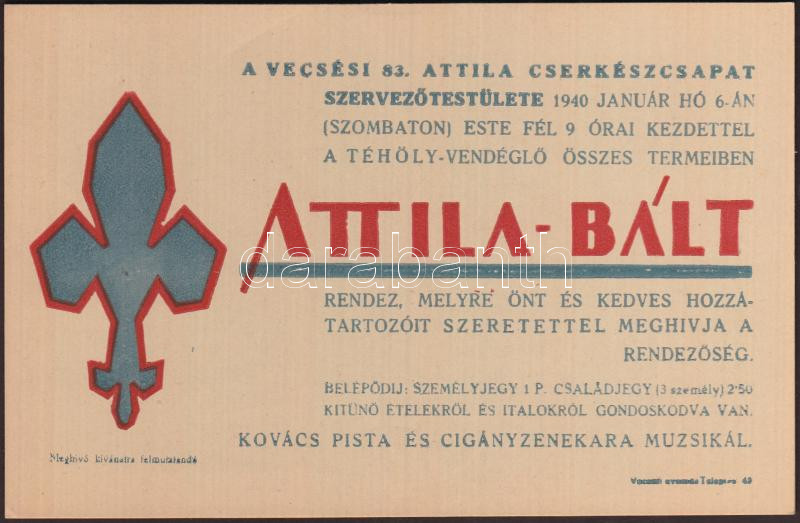 A VECSÉSI 83. ATTILA CSERKÉSZCSAPAT
SZERVEZŐTESTÜLETE 1940 JANUÁR HÓ 6-ÁN
(SZOMBATON) ESTE FÉL 9 ÓRAI KEZDETTEL
A TÉHÖLY-VENDÉGLŐ ÖSSZES TERMEIBEN
ATTILA-BÁLT
darabanth
RENDEZ, MELYRE ÖNT ÉS KEDVES HOZZÁ-
TARTOZÓIT SZERETETTEL MEGHIVJA A
RENDEZŐSÉG.
BELÉPŐDIJ: SZEMÉLYJEGY 1 P. CSALÁDJEGY (3 személy) 2'50
KITÜNŐ ÉTELEKRŐL ÉS ITALOKRÓL GONDOSKODVA VAN.
KOVÁCS PISTA ÉS CIGÁNYZENEKARA MUZSIKÁL.
Meghivó kivánatra felmutatandó